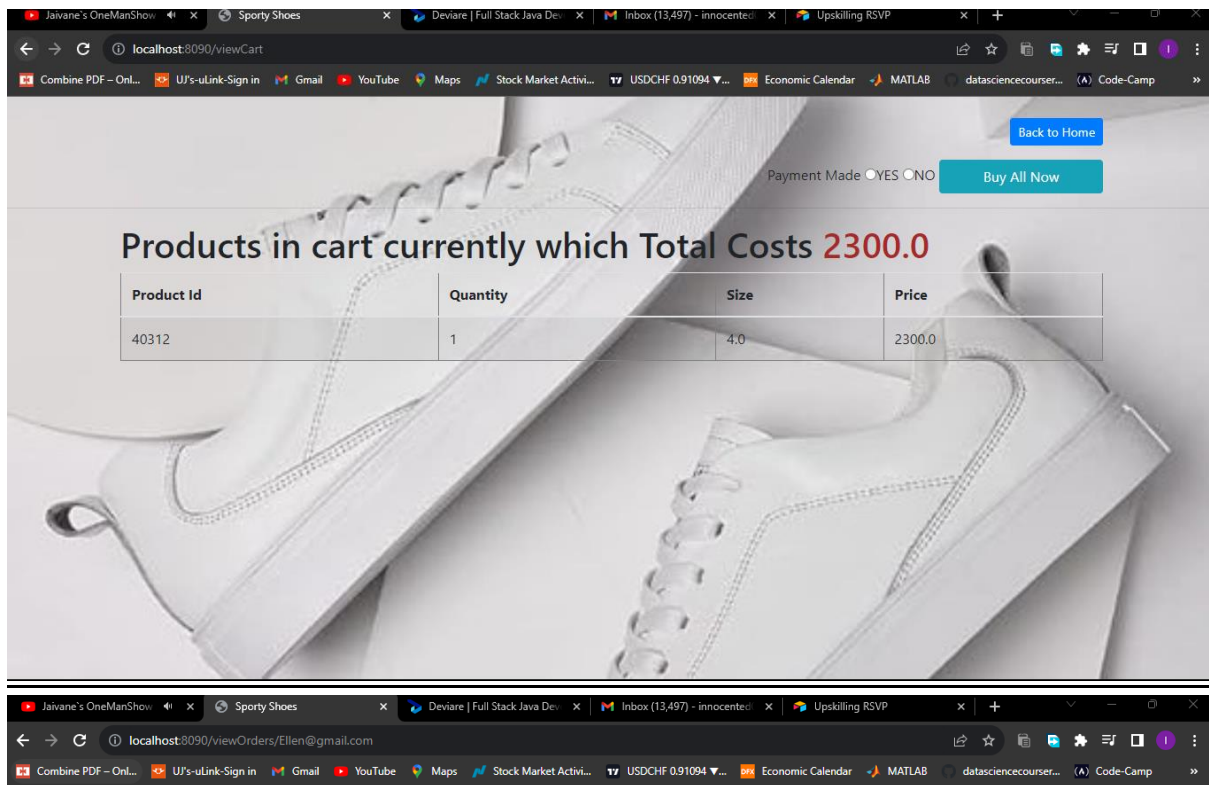 Jaivane`s OneManShow Sporty Shoes Deviare | Full Stack Java Dev Inbox (13,497) - innocentedi Upskilling RSVP
localhost:8090/viewCart
Combine PDF – Onl... UJ's-uLink-Sign in Gmail YouTube Maps Stock Market Activi... USDCHF 0.91094 ▼... Economic Calendar MATLAB datasciencecourser... Code-Camp »
Back to Home
Payment Made YES NO Buy All Now
Products in cart currently which Total Costs 2300.0
Product Id Quantity Size Price
40312 1 4.0 2300.0
Jaivane`s OneManShow Sporty Shoes Deviare | Full Stack Java Dev Inbox (13,497) - innocentedi Upskilling RSVP
localhost:8090/viewOrders/Ellen@gmail.com
Combine PDF – Onl... UJ's-uLink-Sign in Gmail YouTube Maps Stock Market Activi... USDCHF 0.91094 ▼... Economic Calendar MATLAB datasciencecourser... Code-Camp »